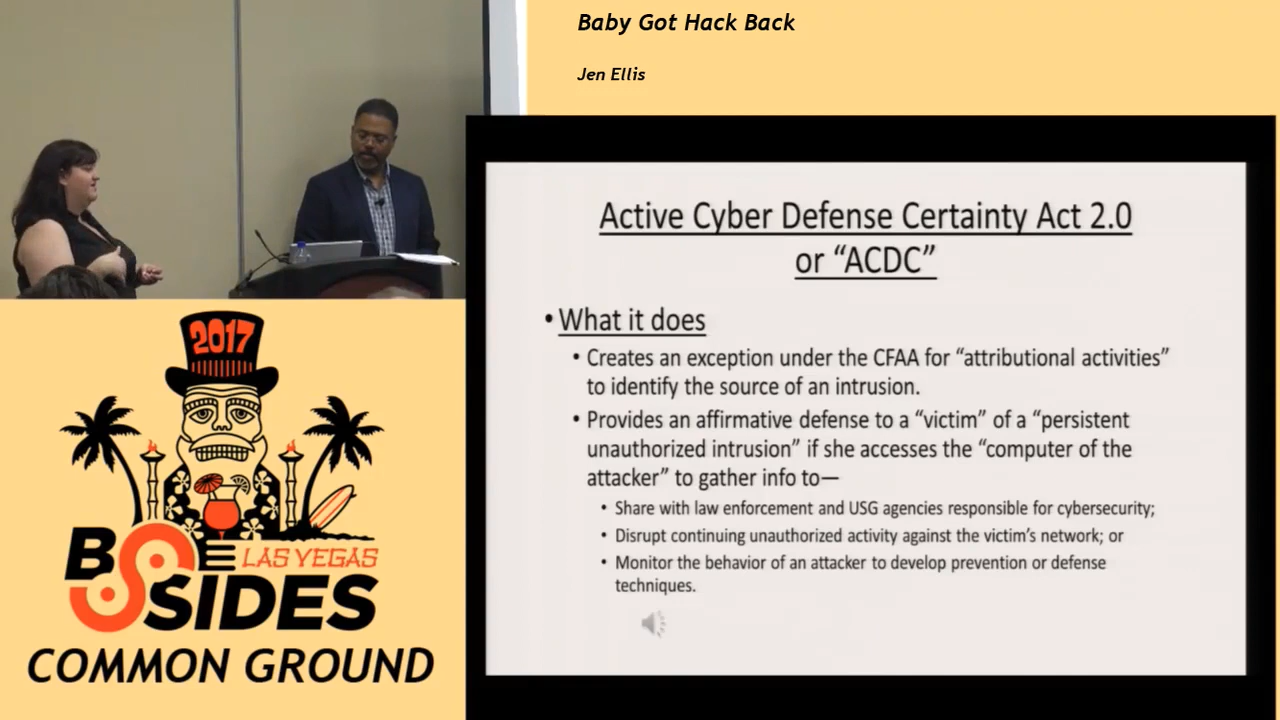 Baby Got Hack Back
Jen Ellis
Active Cyber Defense Certainty Act 2.0
or “ACDC”
• What it does
• Creates an exception under the CFAA for “attributional activities”
to identify the source of an intrusion.
• Provides an affirmative defense to a “victim” of a “persistent
unauthorized intrusion” if she accesses the “computer of the
attacker” to gather info to—
• Share with law enforcement and USG agencies responsible for cybersecurity;
• Disrupt continuing unauthorized activity against the victim’s network; or
• Monitor the behavior of an attacker to develop prevention or defense
techniques.
2017
BSIDES
LAS VEGAS
COMMON GROUND